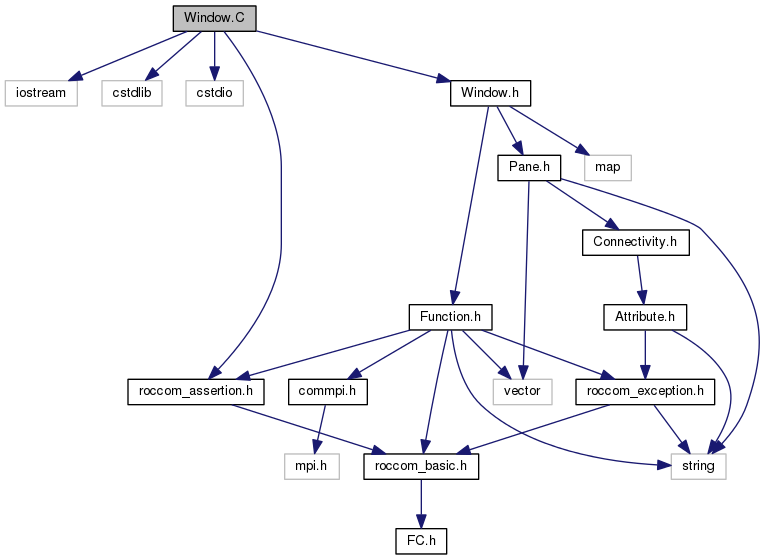 Window.C
iostream
cstdlib
cstdio
Window.h
Pane.h
map
Connectivity.h
Function.h
Attribute.h
roccom_assertion.h
commpi.h
vector
roccom_exception.h
mpi.h
roccom_basic.h
string
FC.h